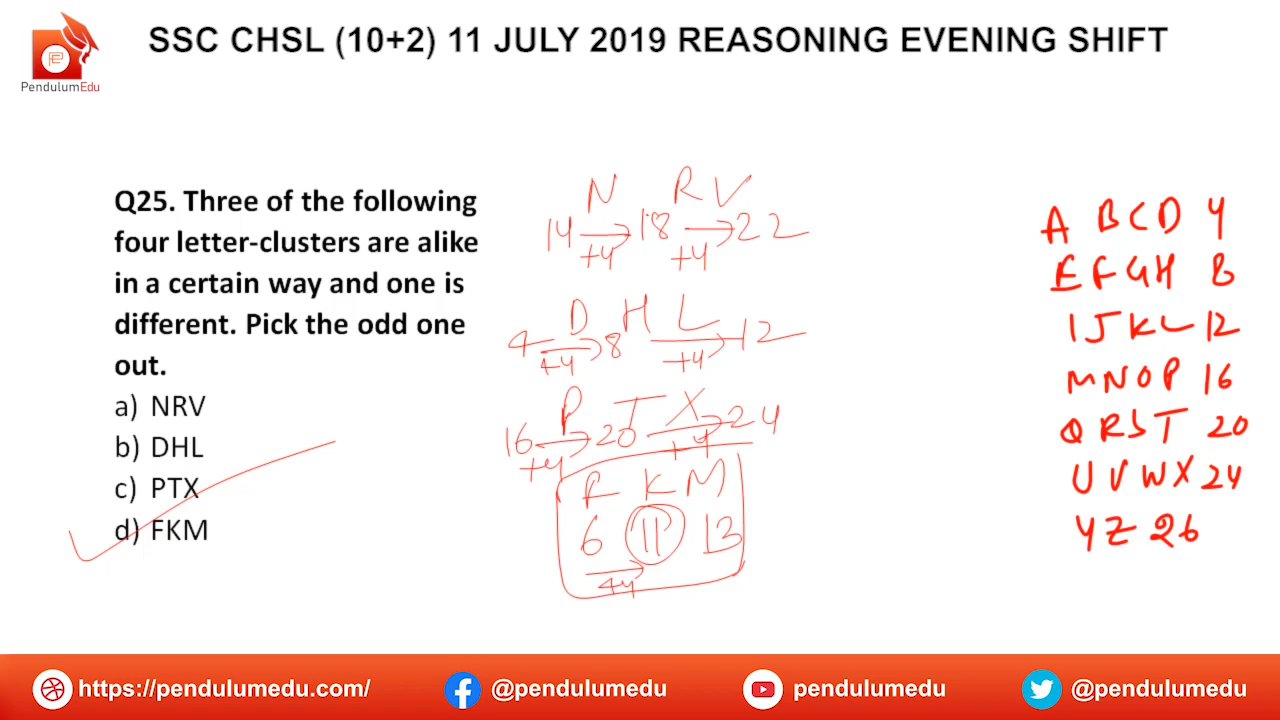 SSC CHSL (10+2) 11 JULY 2019 REASONING EVENING SHIFT
PE
PendulumEdu
Q25. Three of the following
four letter-clusters are alike
in a certain way and one is
different. Pick the odd one
out.
a) NRV
b) DHL
c) PTX
d) FKM
N R V
14 18 22
+4 +4
D H L
4 8 12
+4 +4
P T X
16 20 24
+4 +4
F K M
6 11 13
+4
A B C D 4
E F G H 8
I J K L 12
M N O P 16
Q R S T 20
U V W X 24
Y Z 26
https://pendulumedu.com/
@pendulumedu
pendulumedu
@pendulumedu